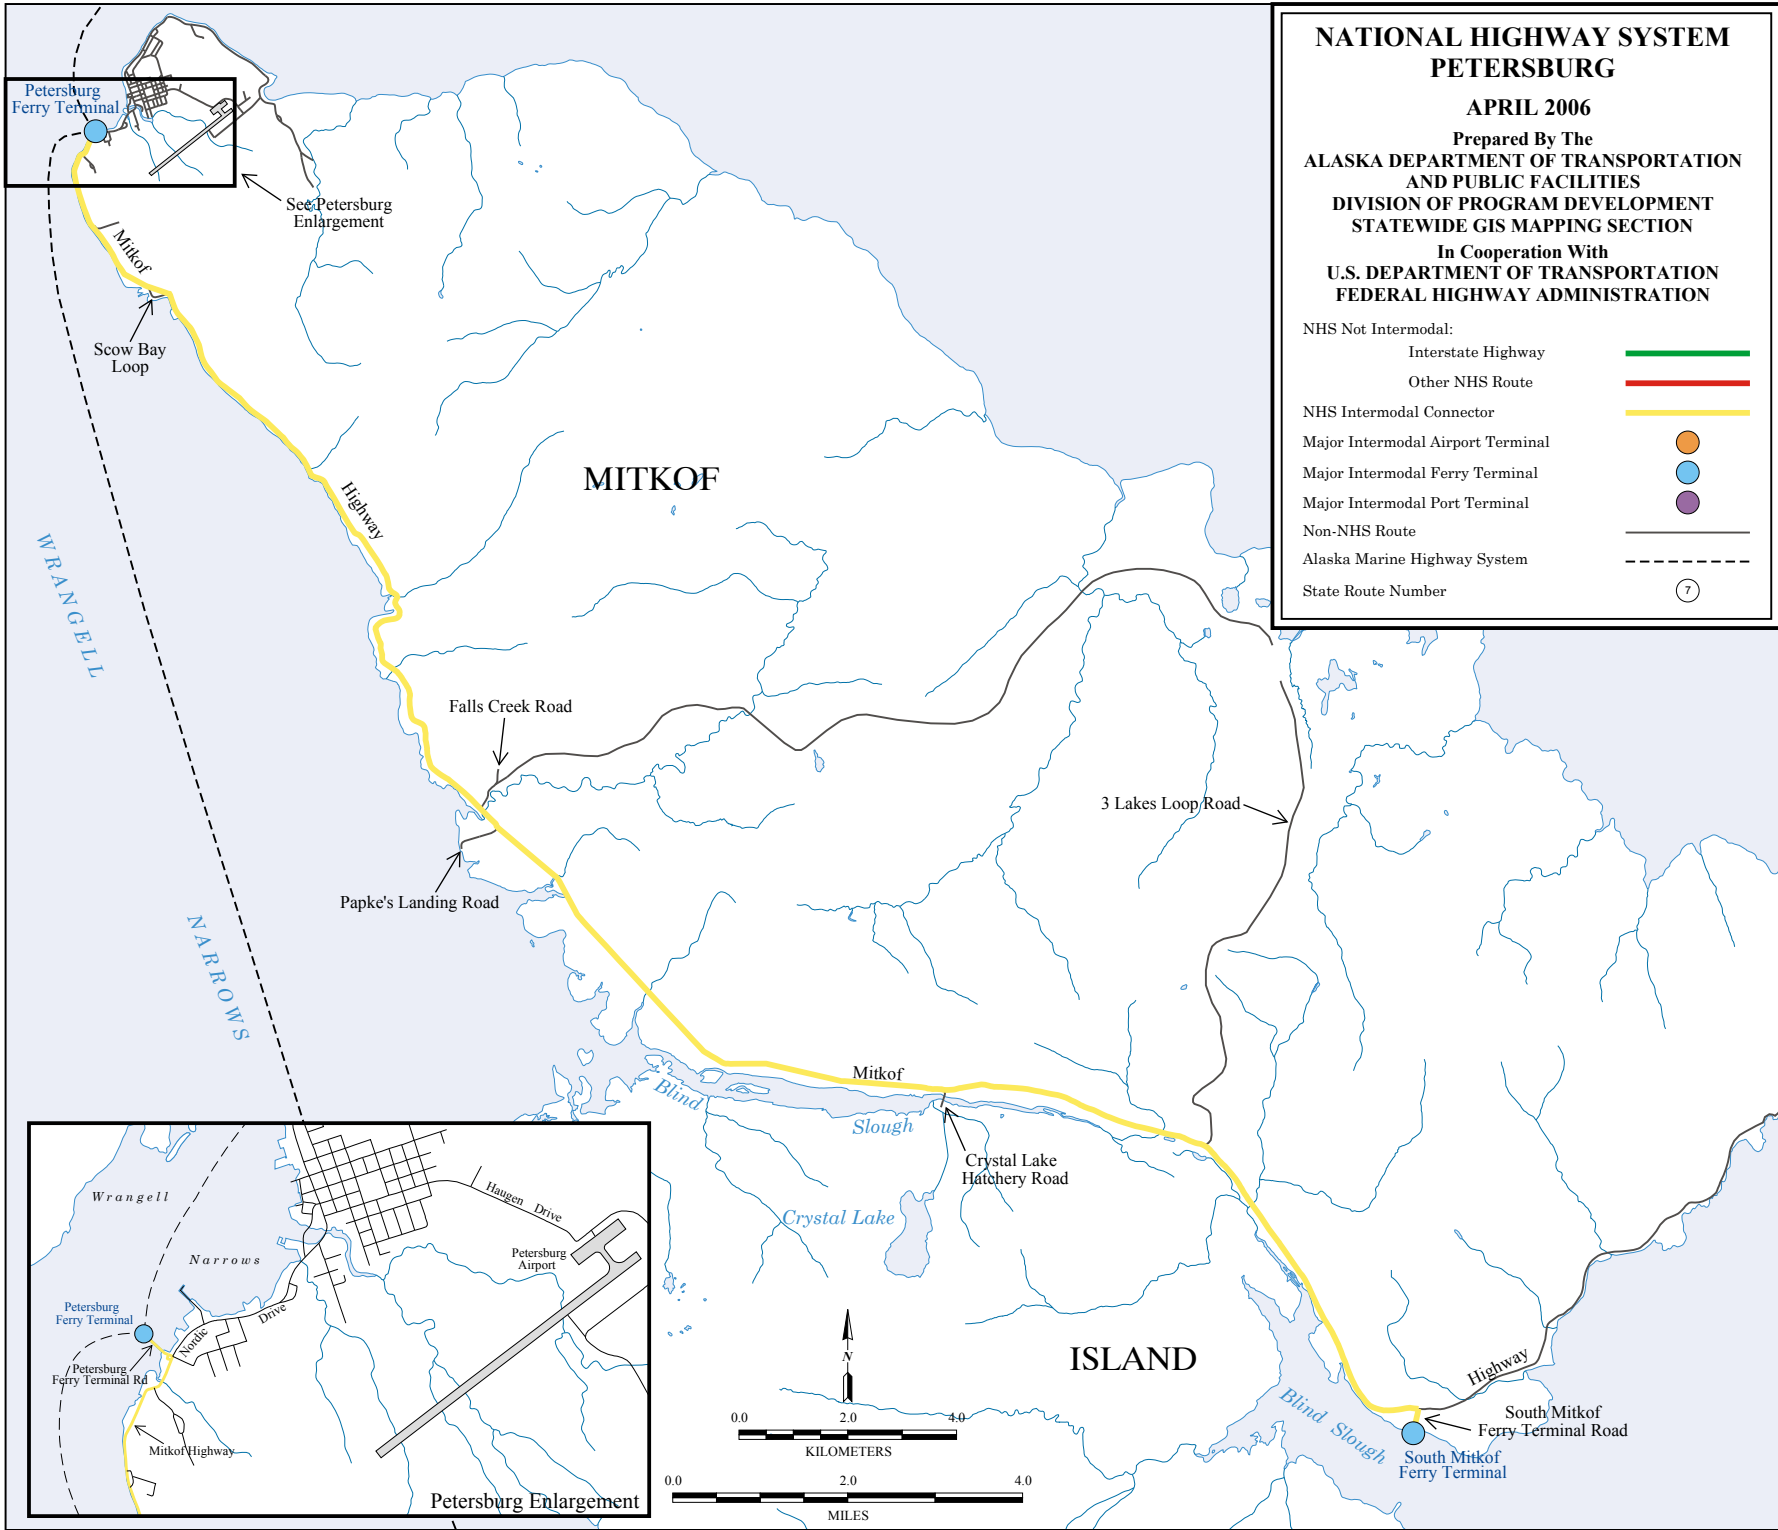 NATIONAL HIGHWAY SYSTEM
PETERSBURG
APRIL 2006
Prepared By The
ALASKA DEPARTMENT OF TRANSPORTATION
AND PUBLIC FACILITIES
DIVISION OF PROGRAM DEVELOPMENT
STATEWIDE GIS MAPPING SECTION
In Cooperation With
U.S. DEPARTMENT OF TRANSPORTATION
FEDERAL HIGHWAY ADMINISTRATION
NHS Not Intermodal:
Interstate Highway
Other NHS Route
NHS Intermodal Connector
Major Intermodal Airport Terminal
Major Intermodal Ferry Terminal
Major Intermodal Port Terminal
Non-NHS Route
Alaska Marine Highway System
State Route Number
7
Petersburg
Ferry Terminal
See Petersburg
Enlargement
Mitkof
Scow Bay
Loop
Highway
MITKOF
WRANGELL
NARROWS
Falls Creek Road
3 Lakes Loop Road
Papke's Landing Road
Mitkof
Blind
Slough
Crystal Lake
Hatchery Road
Crystal Lake
ISLAND
Highway
Blind Slough
South Mitkof
Ferry Terminal Road
South Mitkof
Ferry Terminal
N
0.0 2.0 4.0
KILOMETERS
0.0 2.0 4.0
MILES
Wrangell
Narrows
Haugen Drive
Petersburg
Airport
Petersburg
Ferry Terminal
Nordic Drive
Petersburg
Ferry Terminal Rd
Mitkof Highway
Petersburg Enlargement